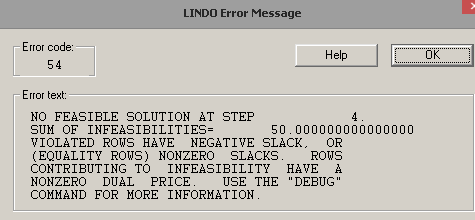 LINDO Error Message
Error code:
54
Help
OK
Error text:
NO FEASIBLE SOLUTION AT STEP 4.
SUM OF INFEASIBILITIES= 50.000000000000000
VIOLATED ROWS HAVE NEGATIVE SLACK, OR
(EQUALITY ROWS) NONZERO SLACKS. ROWS
CONTRIBUTING TO INFEASIBILITY HAVE A
NONZERO DUAL PRICE. USE THE "DEBUG"
COMMAND FOR MORE INFORMATION.